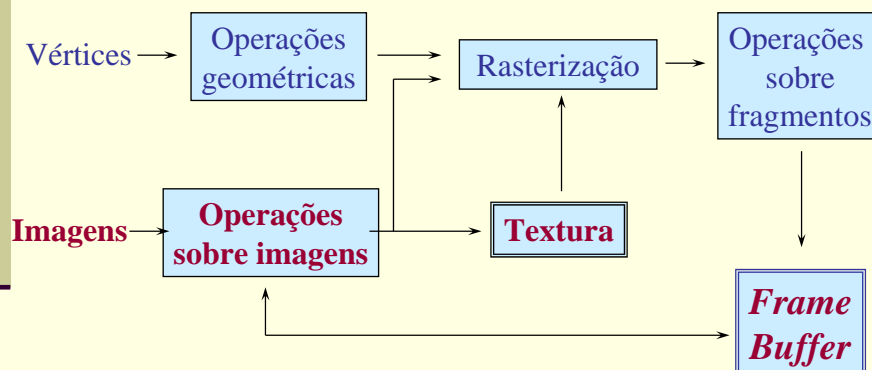 Vértices
Operações
geométricas
Rasterização
Operações
sobre
fragmentos
Imagens
Operações
sobre imagens
Textura
Frame
Buffer